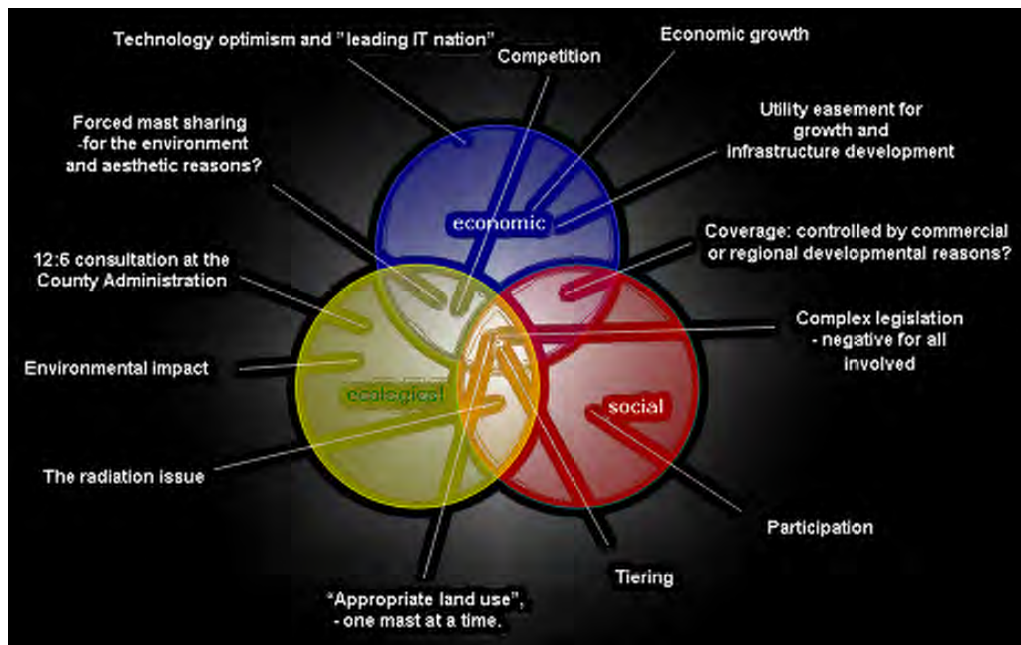 Technology optimism and "leading IT nation"
Competition
Economic growth
Forced mast sharing
-for the environment
and aesthetic reasons?
Utility easement for
growth and
infrastructure development
economic
Coverage: controlled by commercial
or regional developmental reasons?
12:6 consultation at the
County Administration
Complex legislation
- negative for all
involved
Environmental impact
ecological
social
The radiation issue
Participation
Tiering
"Appropriate land use",
- one mast at a time.